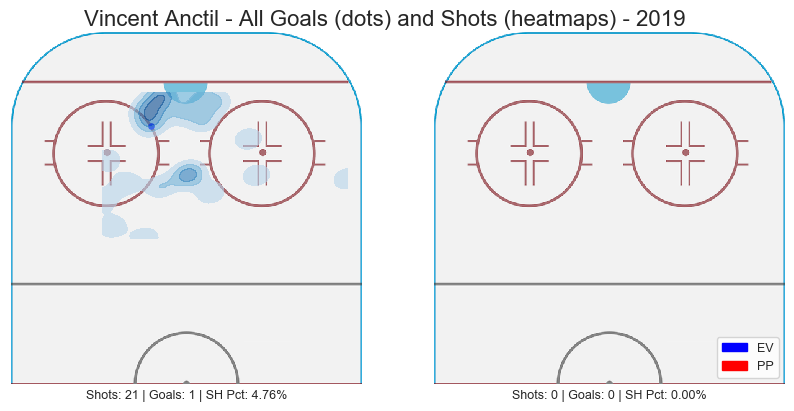 Vincent Anctil - All Goals (dots) and Shots (heatmaps) - 2019
EV
PP
Shots: 21 | Goals: 1 | SH Pct: 4.76%
Shots: 0 | Goals: 0 | SH Pct: 0.00%